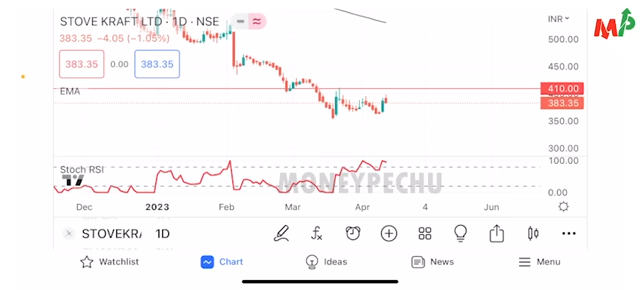 STOVE KRAFT LTD · 1D · NSE
INR
MP
383.35 −4.05 (−1.05%)
500.00
383.35 0.00 383.35
450.00
EMA
410.00
383.35
350.00
300.00
Stoch RSI
100.00
MONEYPECHU
0.00
Dec 2023 Feb Mar Apr 4 Jun
STOVEKRA 1D
Watchlist Chart Ideas News Menu